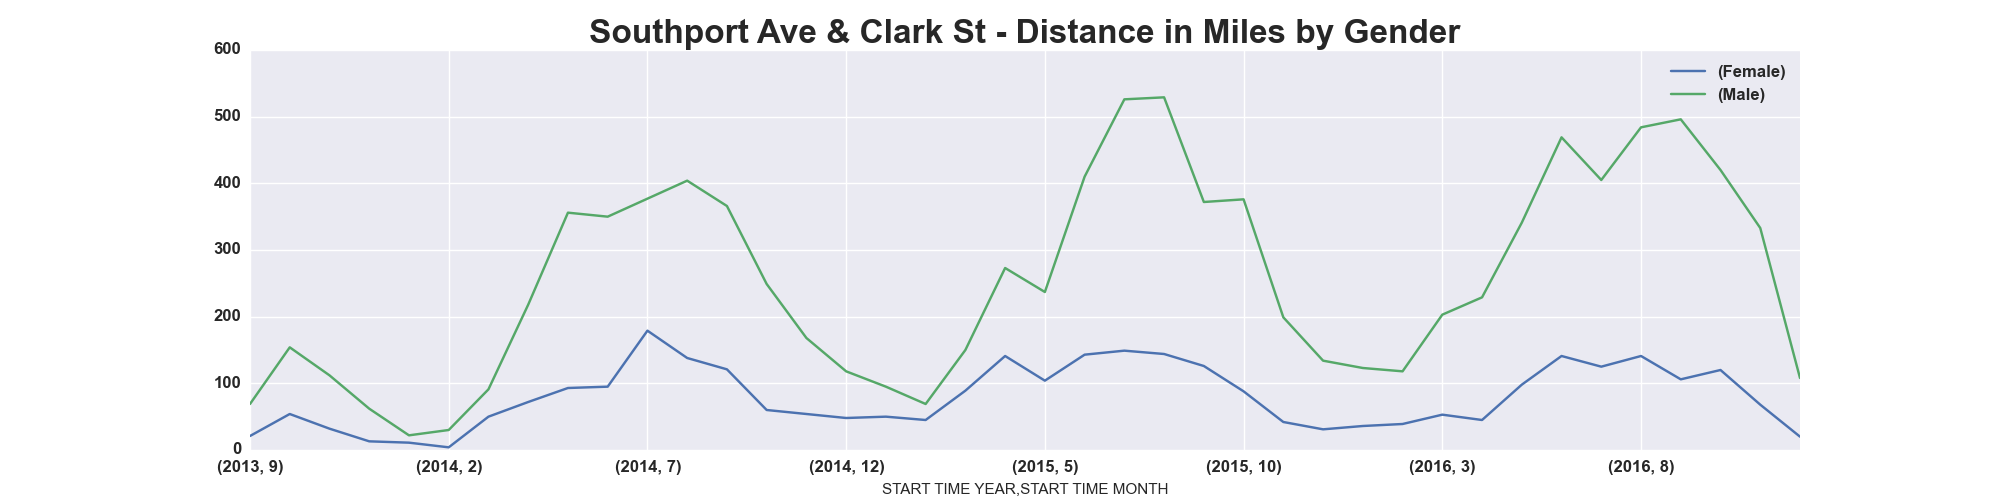 Southport Ave & Clark St - Distance in Miles by Gender
600
500
400
300
200
100
0
(Female)
(Male)
(2013, 9) (2014, 2) (2014, 7) (2014, 12) (2015, 5) (2015, 10) (2016, 3) (2016, 8)
START TIME YEAR,START TIME MONTH